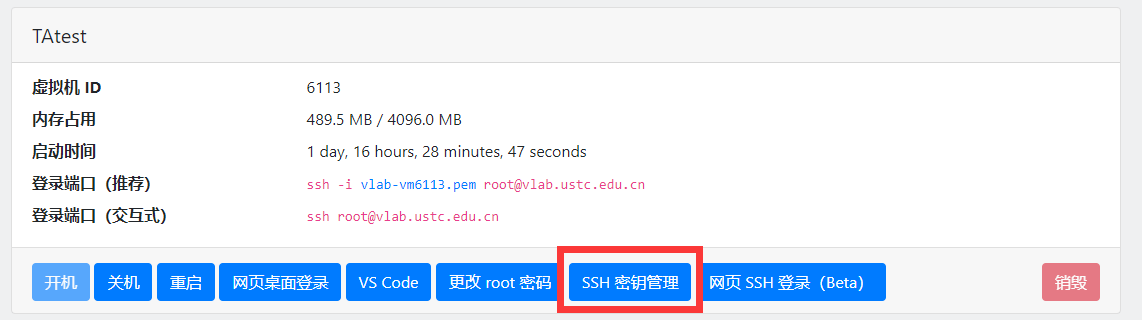 TAtest
虚拟机 ID 6113
内存占用 489.5 MB / 4096.0 MB
启动时间 1 day, 16 hours, 28 minutes, 47 seconds
登录端口（推荐） ssh -i vlab-vm6113.pem root@vlab.ustc.edu.cn
登录端口（交互式） ssh root@vlab.ustc.edu.cn
开机 关机 重启 网页桌面登录 VS Code 更改 root 密码 SSH 密钥管理 网页 SSH 登录（Beta） 销毁